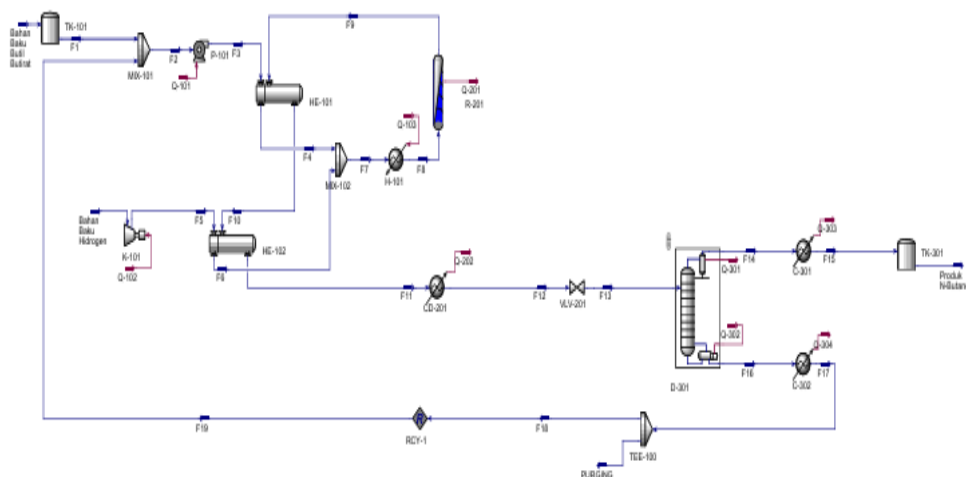 TK-101
Bahan
Baku
Butil
Butirat
F1
MIX-101
F2
P-101
Q-101
F3
F9
HE-101
Q-201
R-201
Q-103
F4
MIX-102
F7
H-101
F8
Bahan
Baku
Hidrogen
K-101
Q-102
F5
F10
HE-102
F6
F11
Q-202
CD-201
F12
VLV-201
F13
Q-301
Q-302
D-301
F14
Q-303
C-301
F15
TK-301
Produk
N-Butan
F16
Q-304
C-302
F17
F19
R
RCY-1
F18
TEE-100
PURGING